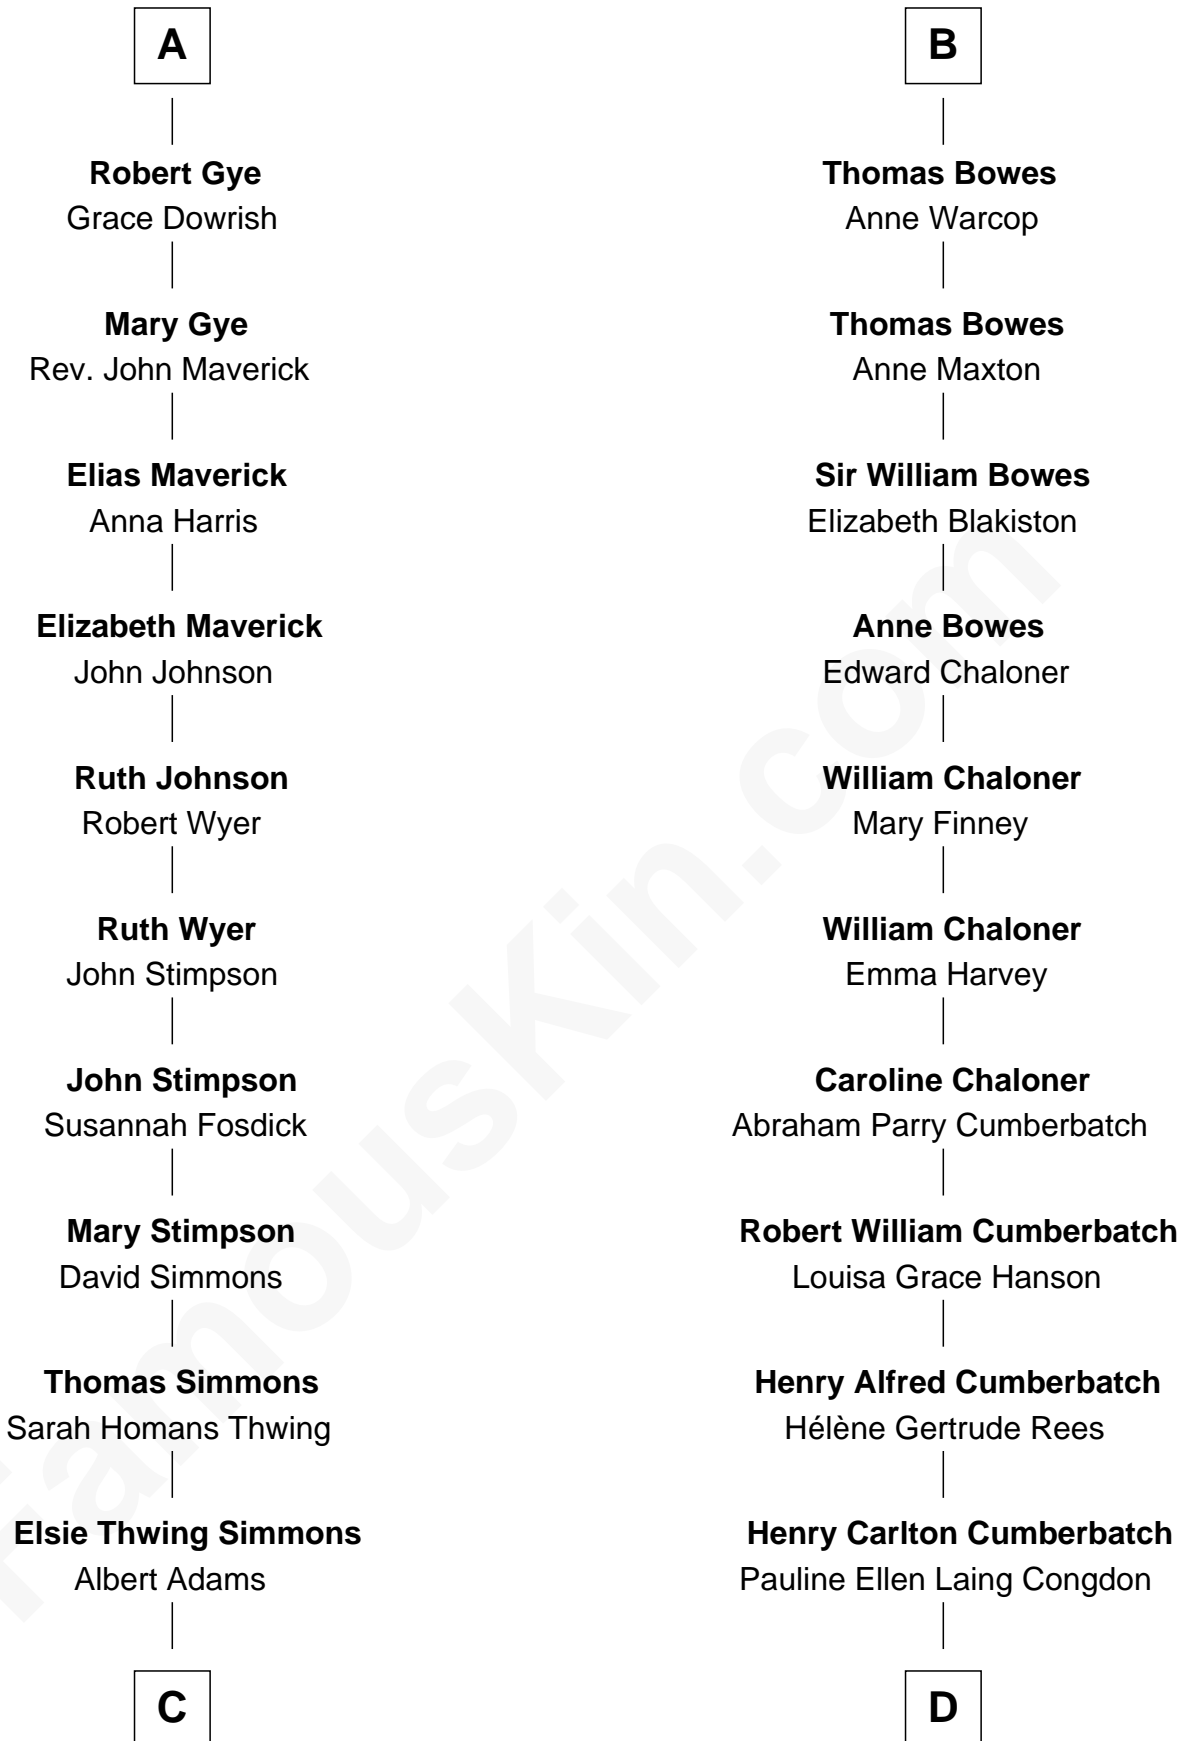 A
Robert Gye
Grace Dowrish
Mary Gye
Rev. John Maverick
Elias Maverick
Anna Harris
Elizabeth Maverick
John Johnson
Ruth Johnson
Robert Wyer
Ruth Wyer
John Stimpson
John Stimpson
Susannah Fosdick
Mary Stimpson
David Simmons
Thomas Simmons
Sarah Homans Thwing
Elsie Thwing Simmons
Albert Adams
C
B
Thomas Bowes
Anne Warcop
Thomas Bowes
Anne Maxton
Sir William Bowes
Elizabeth Blakiston
Anne Bowes
Edward Chaloner
William Chaloner
Mary Finney
William Chaloner
Emma Harvey
Caroline Chaloner
Abraham Parry Cumberbatch
Robert William Cumberbatch
Louisa Grace Hanson
Henry Alfred Cumberbatch
Hélène Gertrude Rees
Henry Carlton Cumberbatch
Pauline Ellen Laing Congdon
D
FamousKin.com